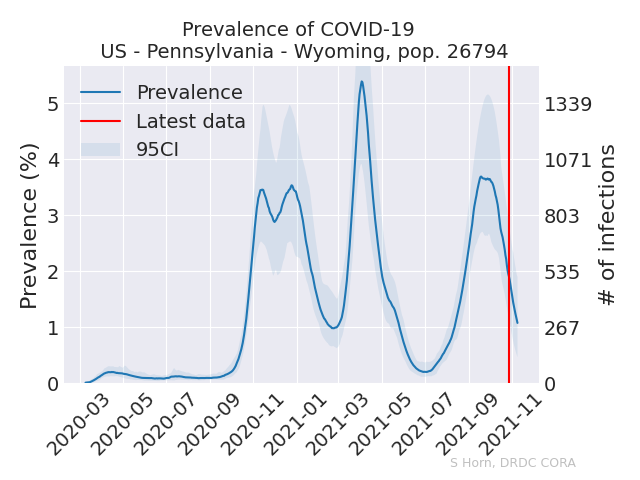 Prevalence of COVID-19
US - Pennsylvania - Wyoming, pop. 26794
Prevalence
Latest data
95CI
Prevalence (%)
5
4
3
2
1
0
1339
1071
803
535
267
0
# of infections
2020-03
2020-05
2020-07
2020-09
2020-11
2021-01
2021-03
2021-05
2021-07
2021-09
2021-11
S Horn, DRDC CORA